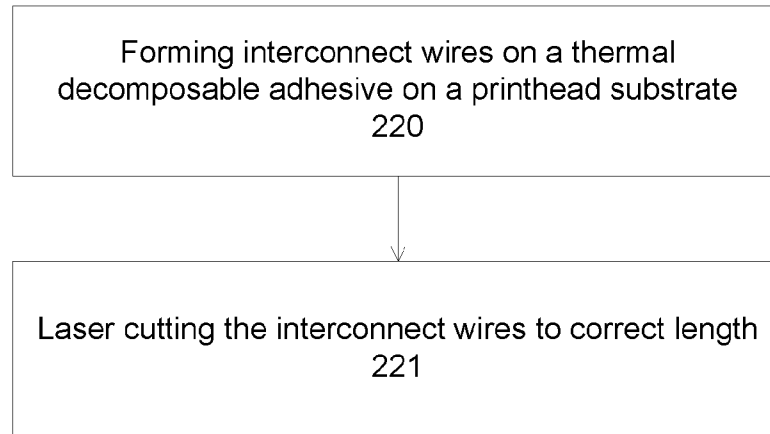 Forming interconnect wires on a thermal
decomposable adhesive on a printhead substrate
220
Laser cutting the interconnect wires to correct length
221